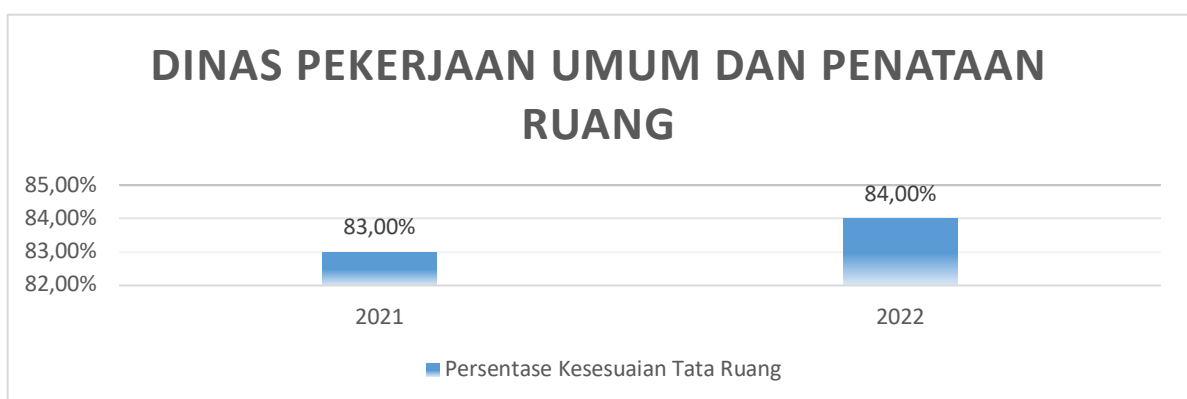 DINAS PEKERJAAN UMUM DAN PENATAAN
RUANG
85,00%
84,00%
83,00%
82,00%
83,00%
84,00%
2021
2022
Persentase Kesesuaian Tata Ruang